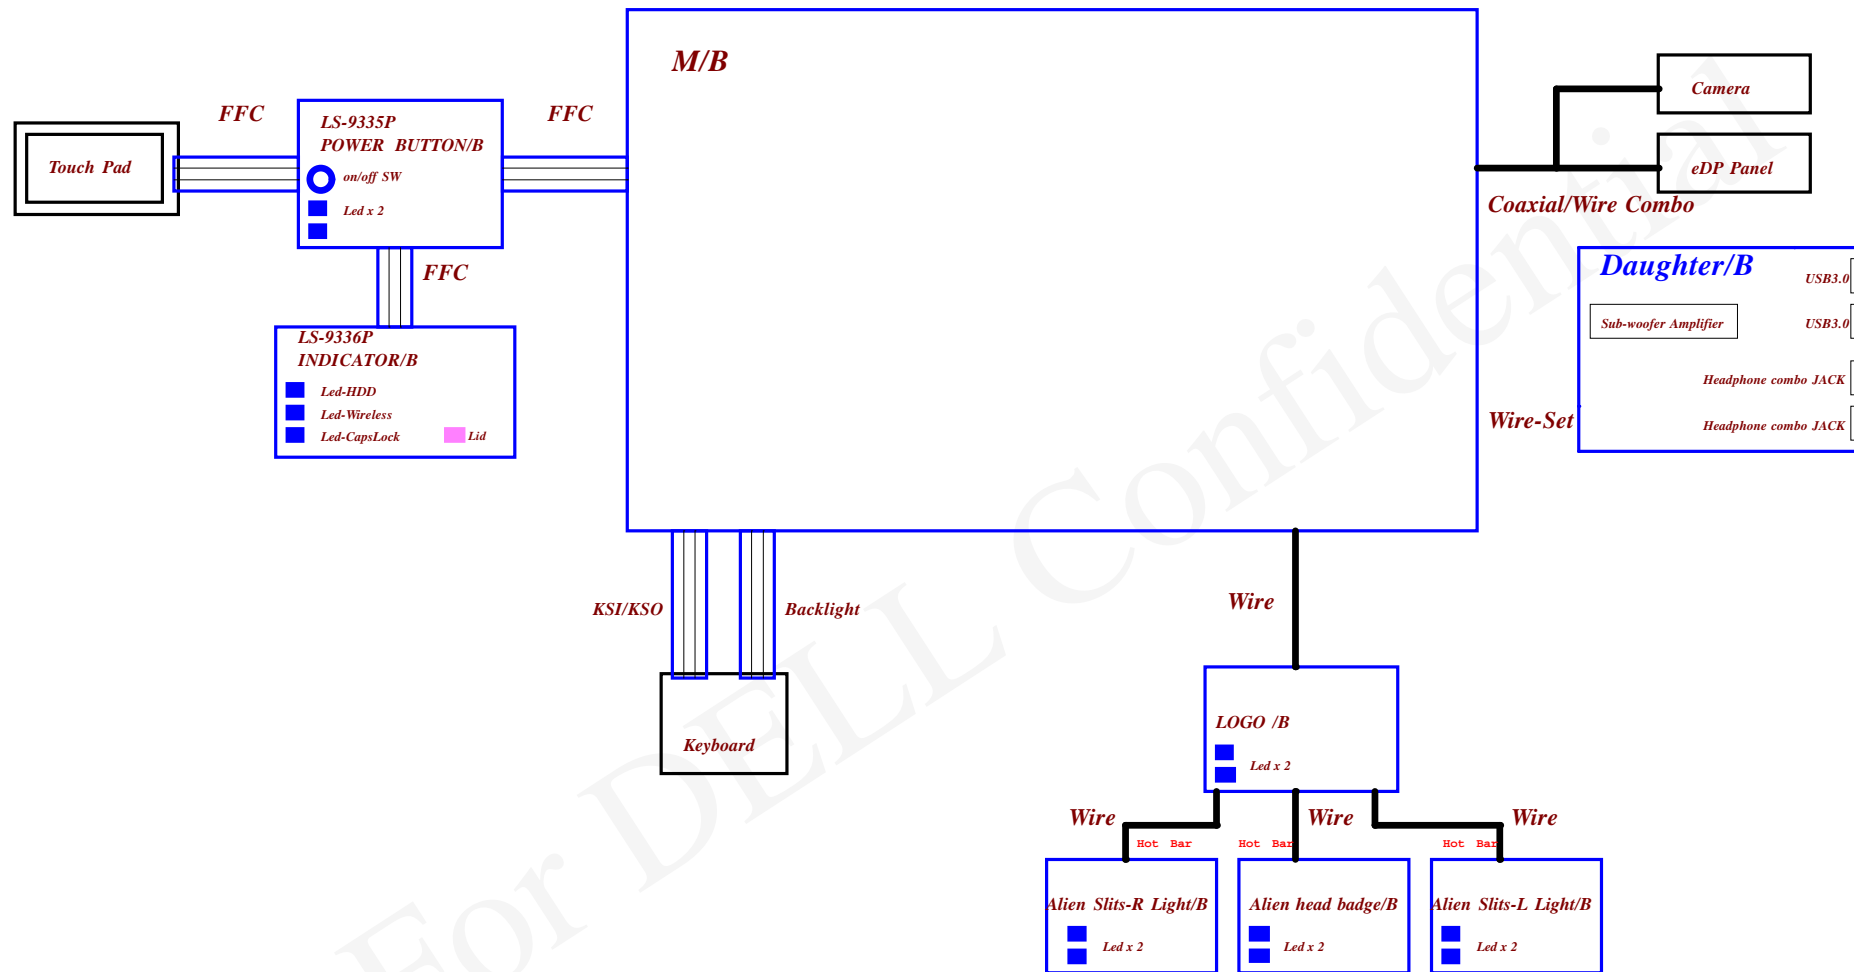 M/B
Camera
FFC
FFC
LS-9335P
POWER BUTTON/B
Touch Pad
eDP Panel
on/off SW
Led x 2
Coaxial/Wire Combo
FFC
Daughter/B
USB3.0
Sub-woofer Amplifier
USB3.0
LS-9336P
INDICATOR/B
Headphone combo JACK
Led-HDD
Led-Wireless
Wire-Set
Headphone combo JACK
Led-CapsLock
Lid
KSI/KSO
Backlight
Wire
LOGO /B
Keyboard
Led x 2
Wire
Wire
Wire
Hot Bar
Hot Bar
Hot Bar
Alien Slits-R Light/B
Alien head badge/B
Alien Slits-L Light/B
Led x 2
Led x 2
Led x 2
For DELL Confidential